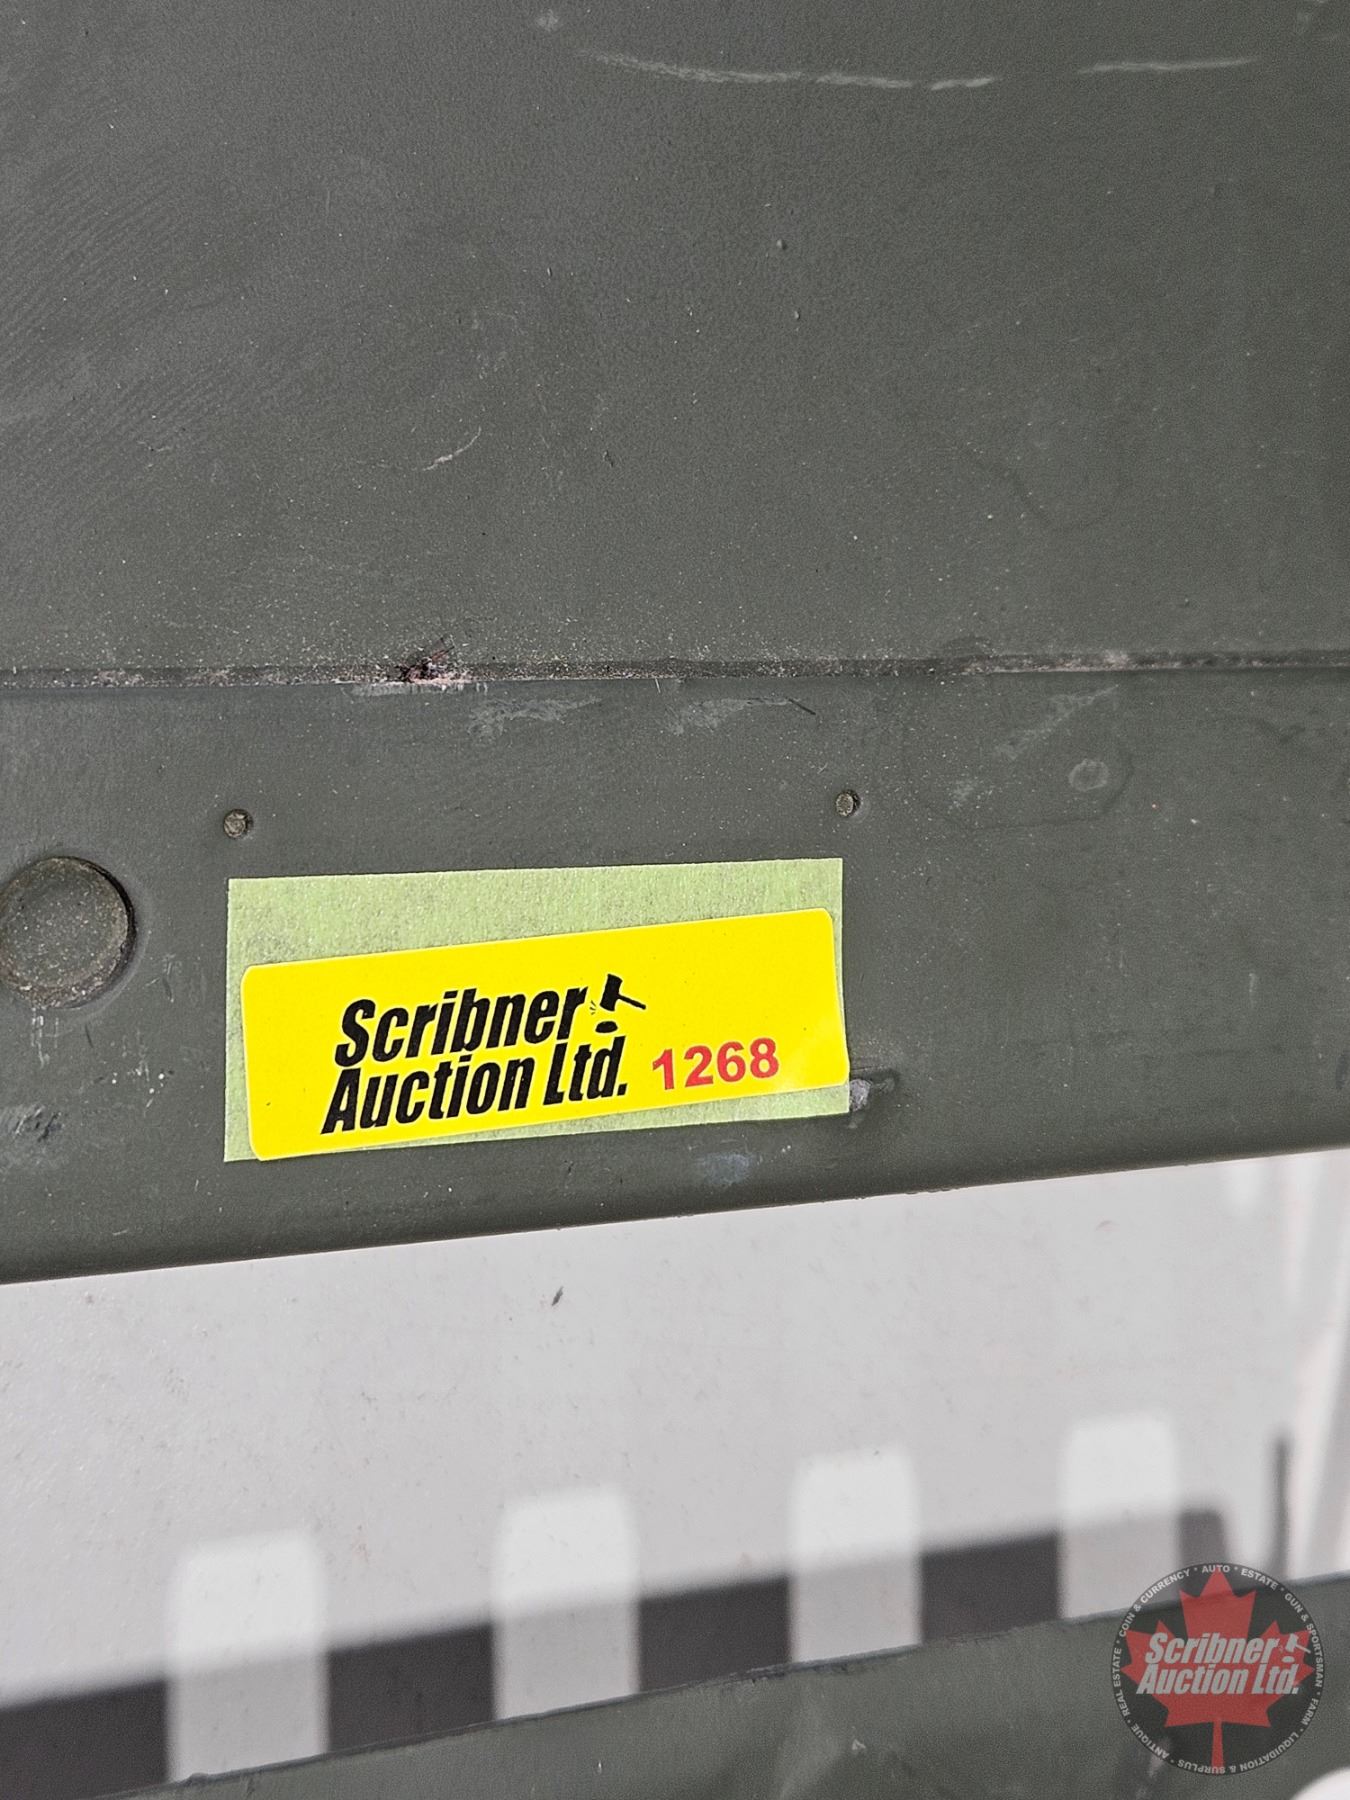 Scribner
Auction Ltd. 1268
COIN & CURRENCY · AUTO · ESTATE · GUN & SPORTSMAN · FARM · LIQUIDATION & SURPLUS · ANTIQUE · REAL ESTATE ·
Scribner
Auction Ltd.